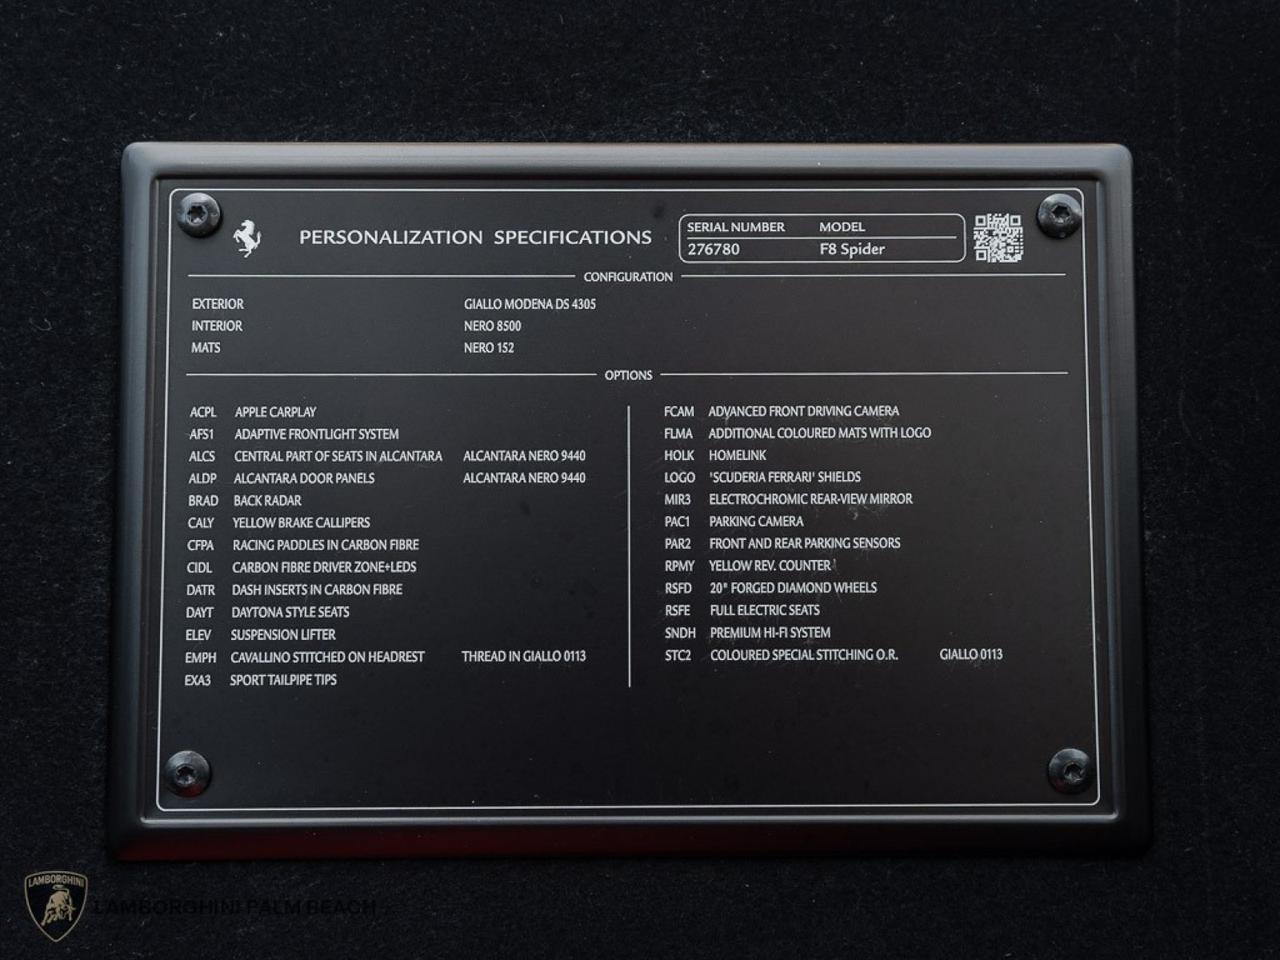 PERSONALIZATION SPECIFICATIONS
SERIAL NUMBER MODEL
276780 F8 Spider
CONFIGURATION
EXTERIOR GIALLO MODENA DS 4305
INTERIOR NERO 8500
MATS NERO 152
OPTIONS
ACPL APPLE CARPLAY
AFS1 ADAPTIVE FRONTLIGHT SYSTEM
ALCS CENTRAL PART OF SEATS IN ALCANTARA ALCANTARA NERO 9440
ALDP ALCANTARA DOOR PANELS ALCANTARA NERO 9440
BRAD BACK RADAR
CALY YELLOW BRAKE CALLIPERS
CFPA RACING PADDLES IN CARBON FIBRE
CIDL CARBON FIBRE DRIVER ZONE+LEDS
DATR DASH INSERTS IN CARBON FIBRE
DAYT DAYTONA STYLE SEATS
ELEV SUSPENSION LIFTER
EMPH CAVALLINO STITCHED ON HEADREST THREAD IN GIALLO 0113
EXA3 SPORT TAILPIPE TIPS
FCAM ADVANCED FRONT DRIVING CAMERA
FLMA ADDITIONAL COLOURED MATS WITH LOGO
HOLK HOMELINK
LOGO 'SCUDERIA FERRARI' SHIELDS
MIR3 ELECTROCHROMIC REAR-VIEW MIRROR
PAC1 PARKING CAMERA
PAR2 FRONT AND REAR PARKING SENSORS
RPMY YELLOW REV. COUNTER
RSFD 20" FORGED DIAMOND WHEELS
RSFE FULL ELECTRIC SEATS
SNDH PREMIUM HI-FI SYSTEM
STC2 COLOURED SPECIAL STITCHING O.R. GIALLO 0113
LAMBORGHINI
LAMBORGHINI PALM BEACH